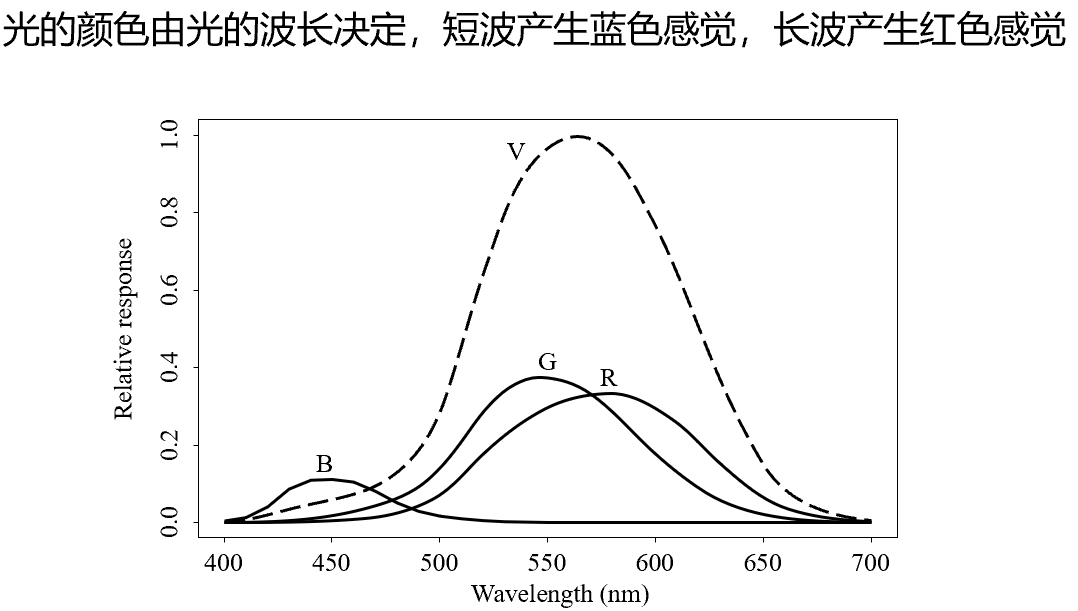 光的颜色由光的波长决定，短波产生蓝色感觉，长波产生红色感觉
V
G
R
B
Relative response
1.0
0.8
0.6
0.4
0.2
0.0
400 450 500 550 600 650 700
Wavelength (nm)